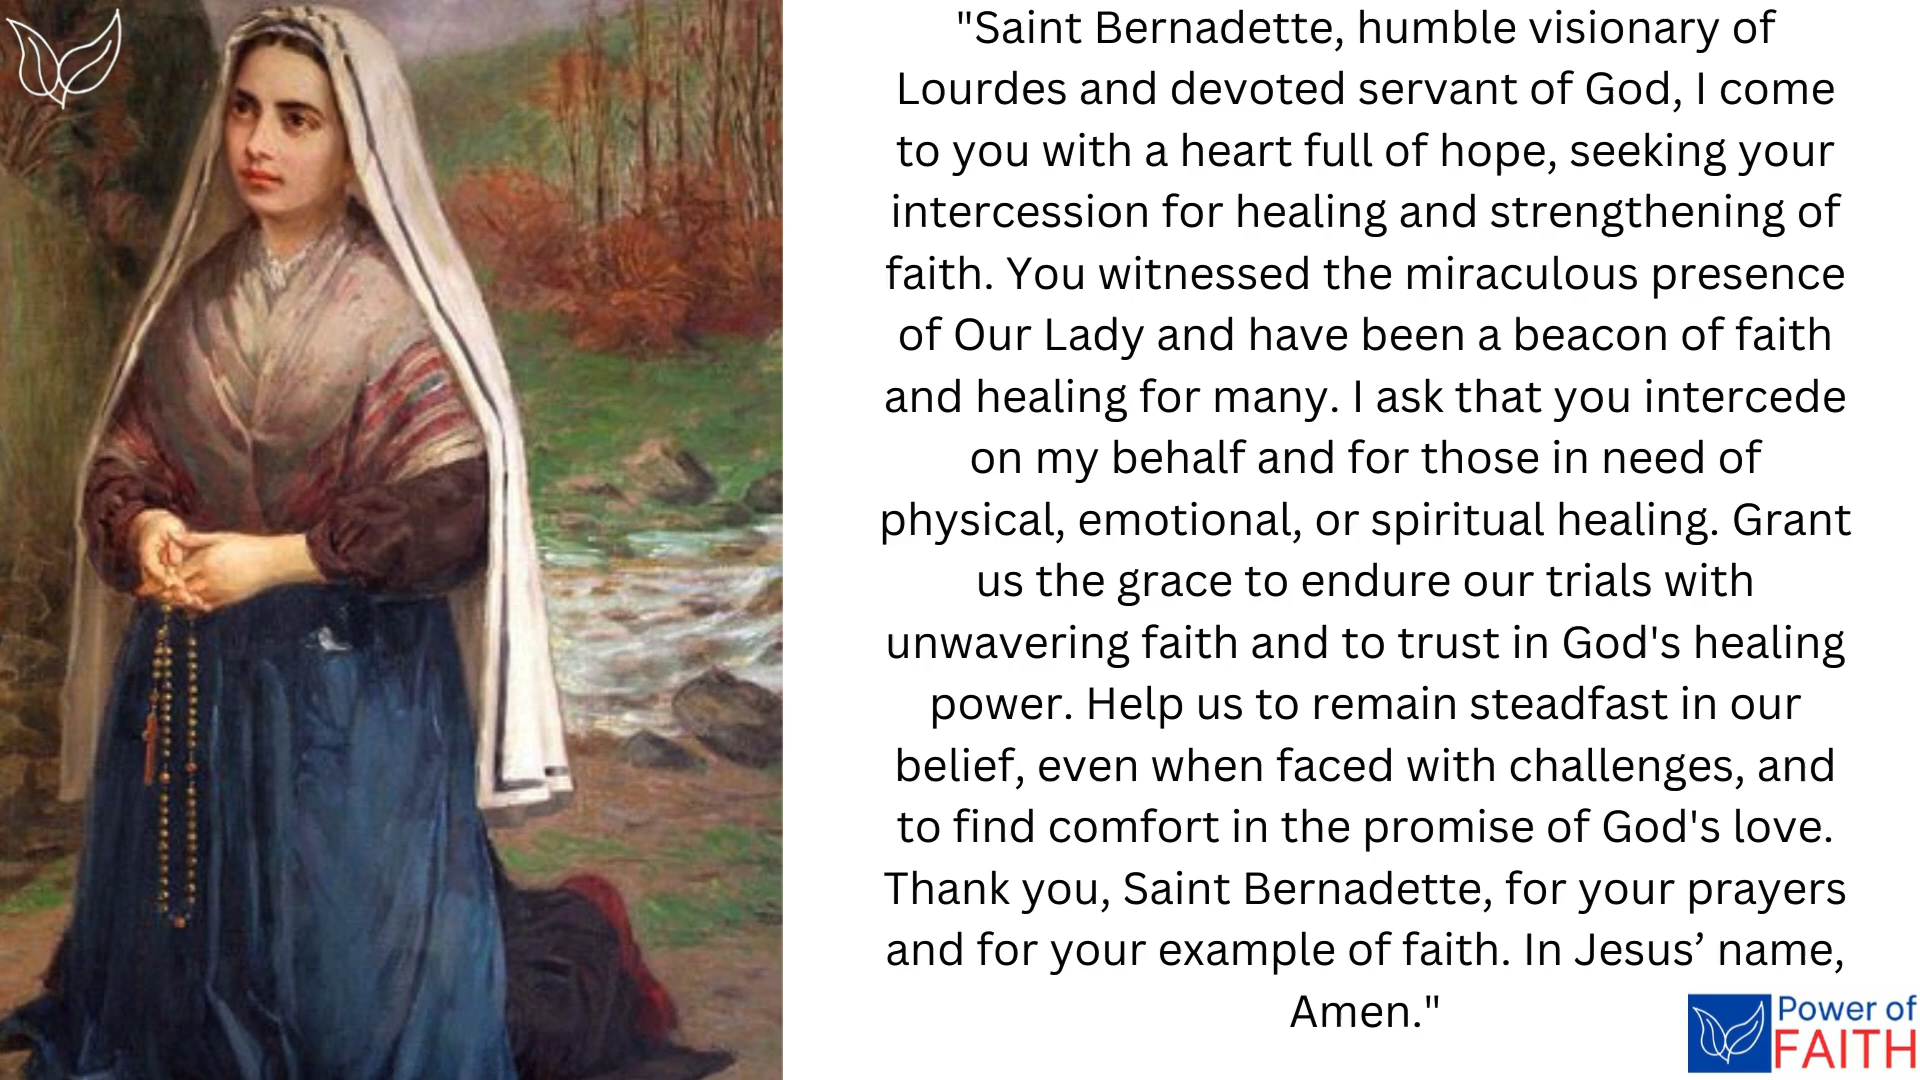 "Saint Bernadette, humble visionary of
Lourdes and devoted servant of God, I come
to you with a heart full of hope, seeking your
intercession for healing and strengthening of
faith. You witnessed the miraculous presence
of Our Lady and have been a beacon of faith
and healing for many. I ask that you intercede
on my behalf and for those in need of
physical, emotional, or spiritual healing. Grant
us the grace to endure our trials with
unwavering faith and to trust in God's healing
power. Help us to remain steadfast in our
belief, even when faced with challenges, and
to find comfort in the promise of God's love.
Thank you, Saint Bernadette, for your prayers
and for your example of faith. In Jesus’ name,
Amen."
Power of
FAITH